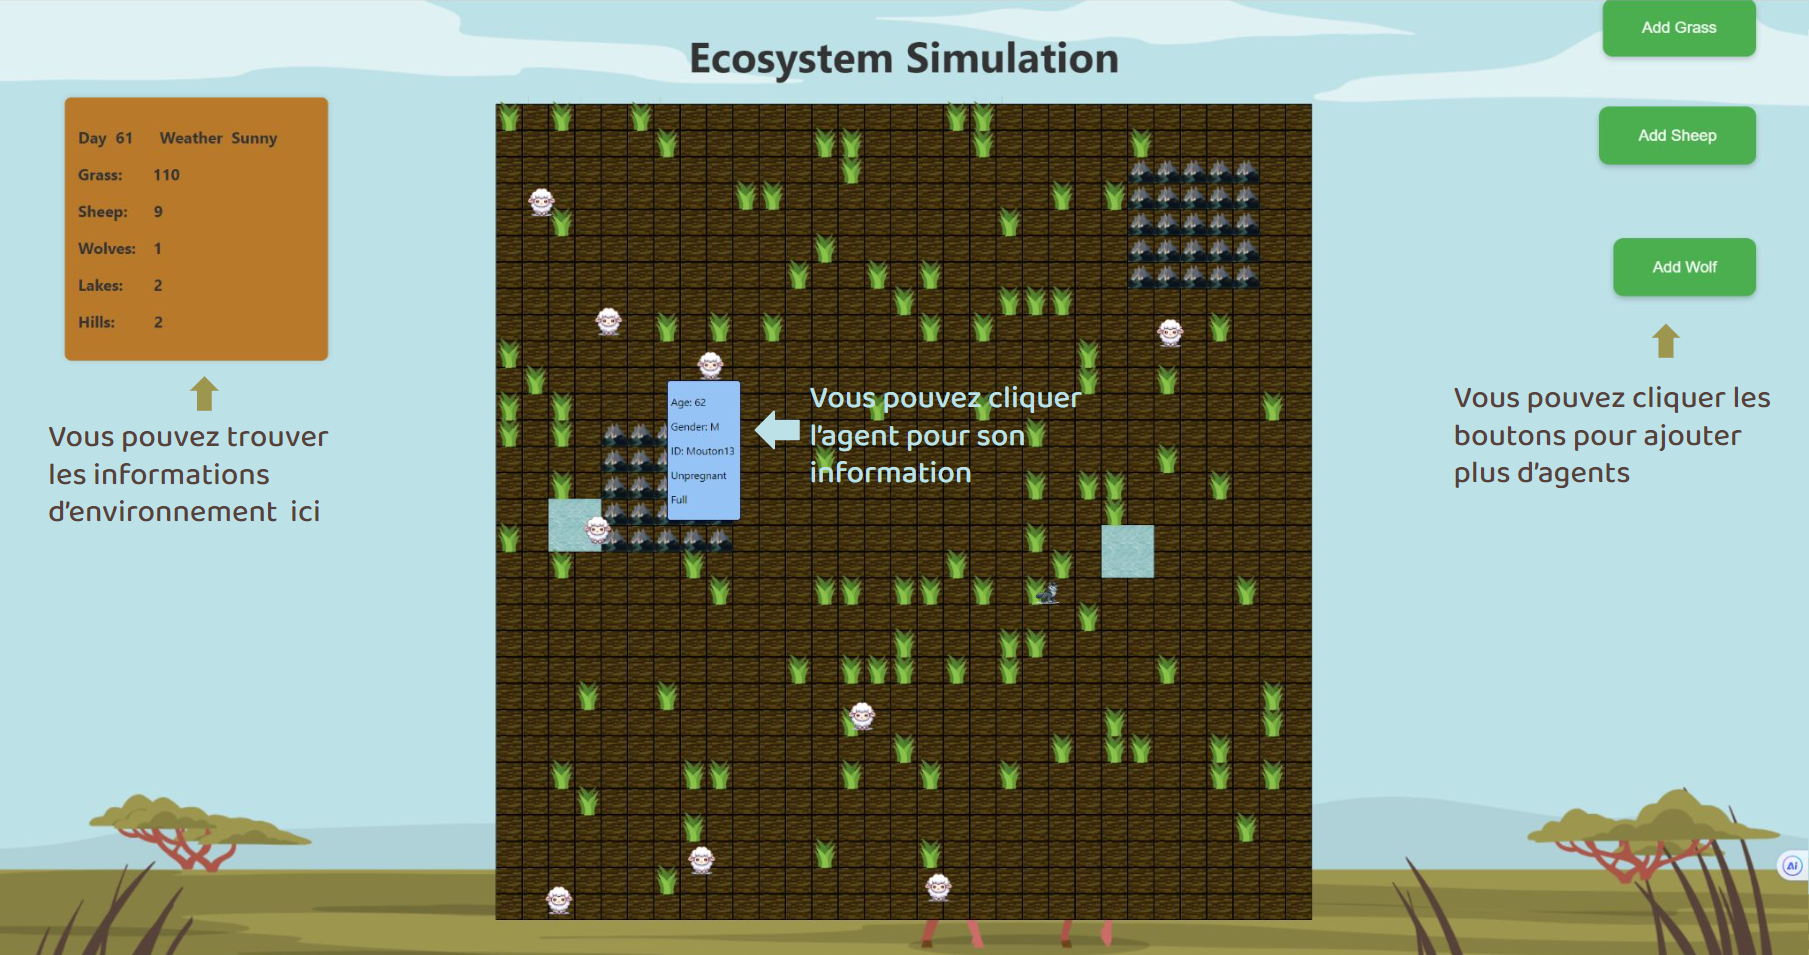 Ecosystem Simulation
Add Grass
Add Sheep
Add Wolf
Day 61 Weather Sunny
Grass: 110
Sheep: 9
Wolves: 1
Lakes: 2
Hills: 2
Vous pouvez trouver
les informations
d'environnement ici
Age: 62
Gender: M
ID: Mouton13
Unpregnant
Full
Vous pouvez cliquer
l'agent pour son
information
Vous pouvez cliquer les
boutons pour ajouter
plus d'agents
Ai